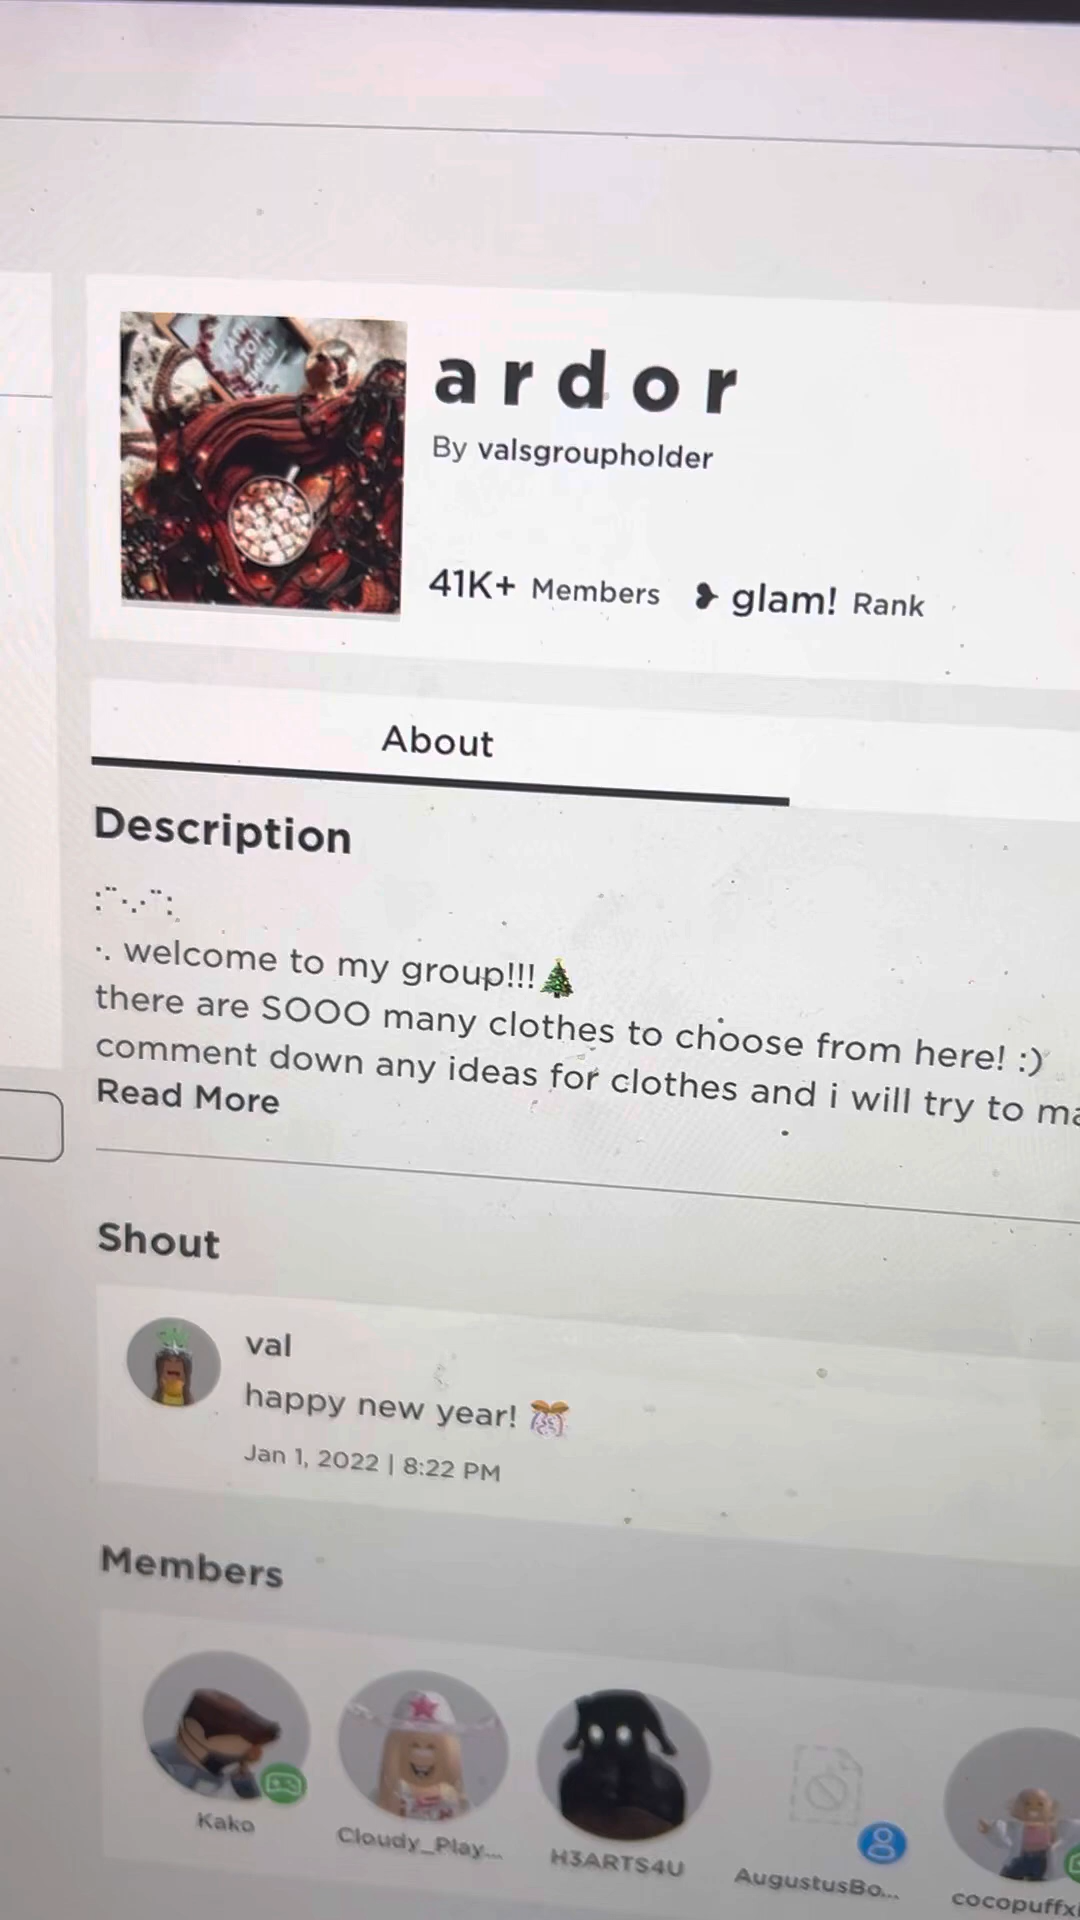 a r d o r
By valsgroupholder
41K+ Members ❥ glam! Rank
About
Description
⋰ welcome to my group!!!🎄
there are SOOO many clothes to choose from here! :)
comment down any ideas for clothes and i will try to ma
Read More
Shout
val
happy new year! 🎊
Jan 1, 2022 | 8:22 PM
Members
Kako
Cloudy_Play...
H3ARTS4U
AugustusBo...
cocopuffx